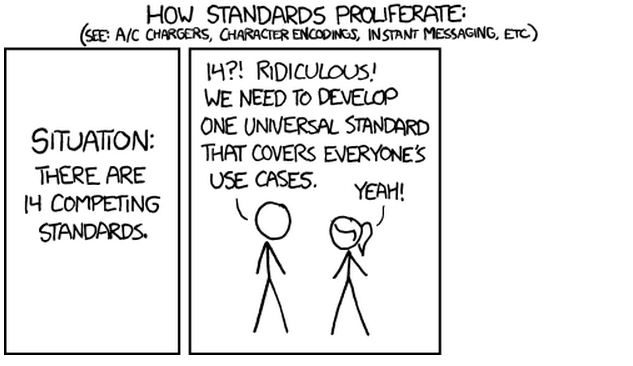 HOW STANDARDS PROLIFERATE:
(SEE: A/C CHARGERS, CHARACTER ENCODINGS, INSTANT MESSAGING, ETC.)
SITUATION:
THERE ARE
14 COMPETING
STANDARDS.
14?! RIDICULOUS!
WE NEED TO DEVELOP
ONE UNIVERSAL STANDARD
THAT COVERS EVERYONE'S
USE CASES.
YEAH!